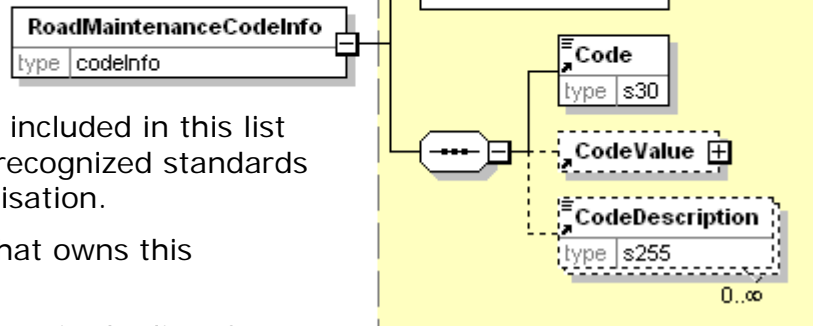 RoadMaintenanceCodeInfo
type codeInfo
included in this list
recognized standards
isation.
hat owns this
Code
type s30
CodeValue
CodeDescription
type s255
0..∞